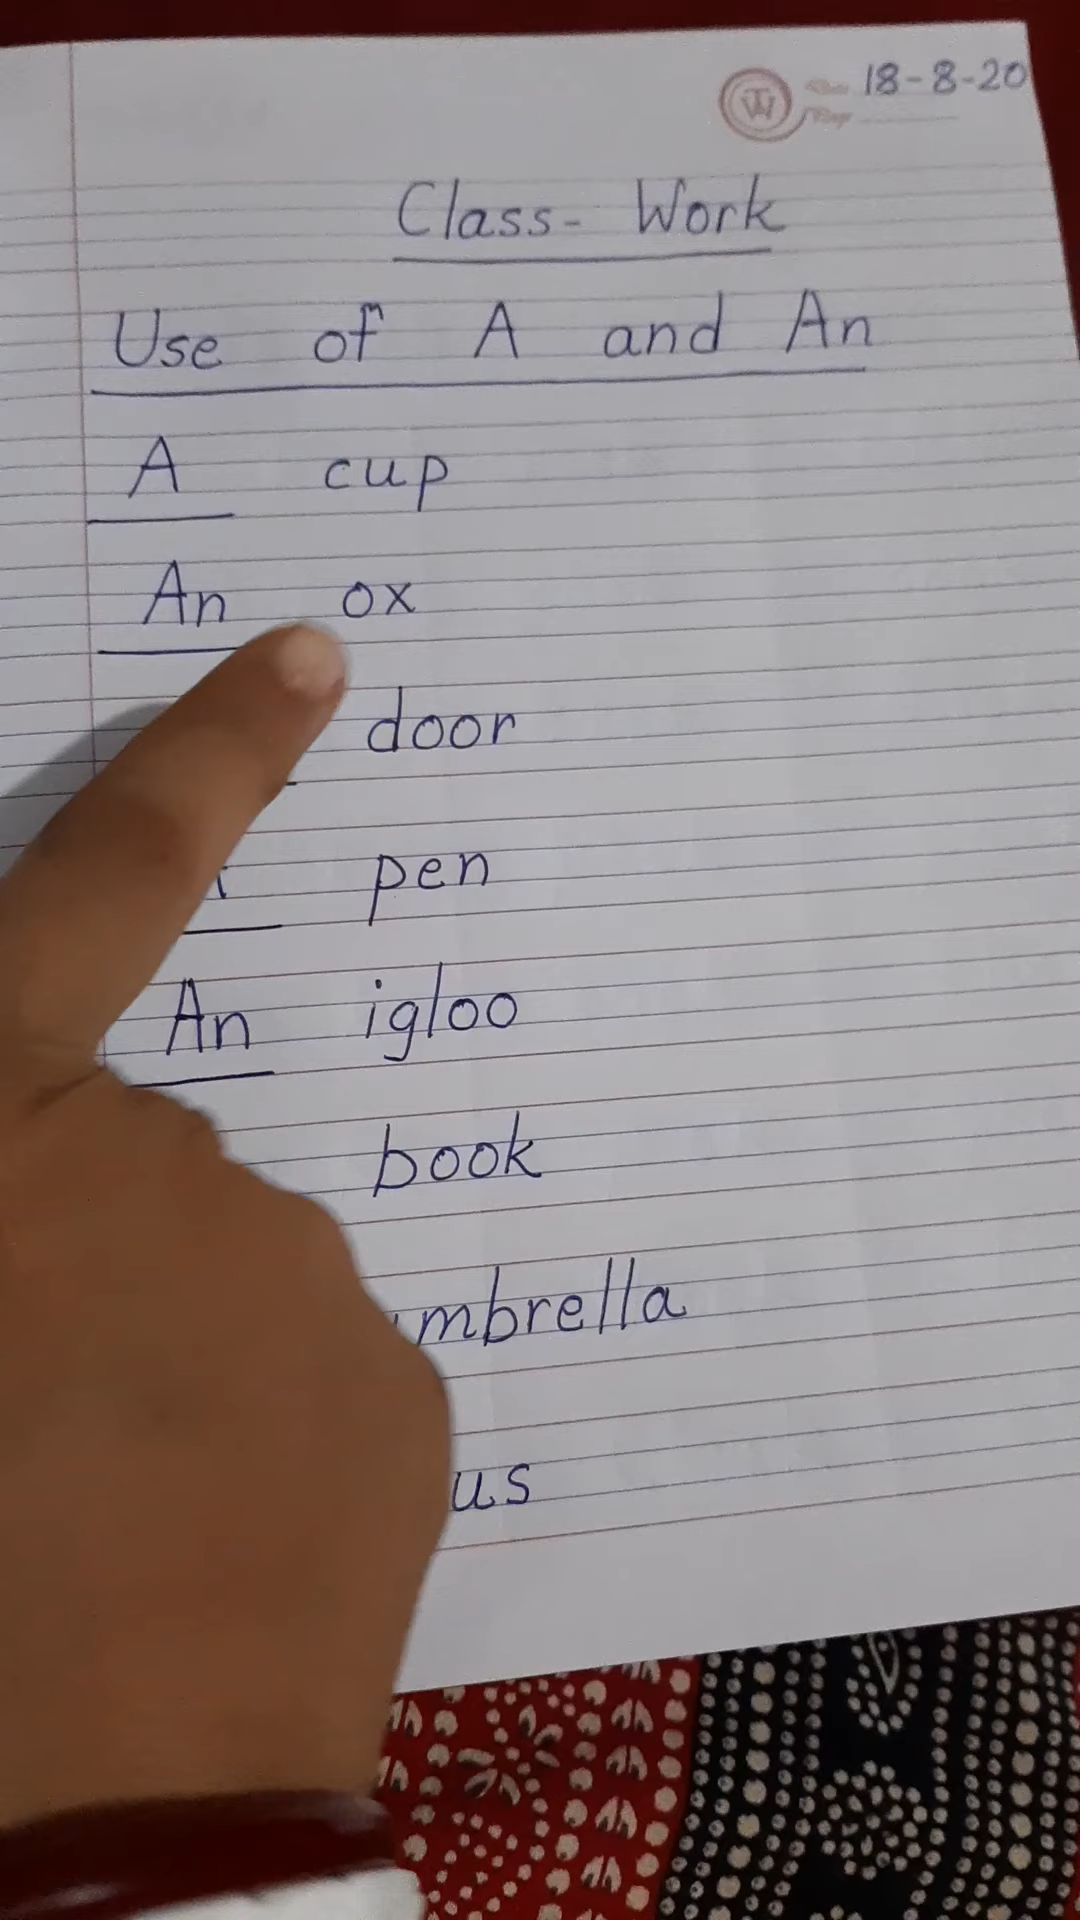 18-8-20
Class- Work
Use of A and An
A cup
An ox
door
pen
An igloo
book
mbrella
us